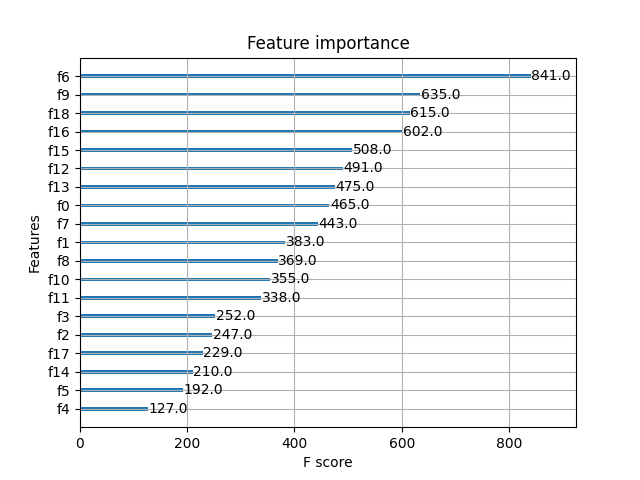 Feature importance
f6 841.0
f9 635.0
f18 615.0
f16 602.0
f15 508.0
f12 491.0
f13 475.0
f0 465.0
f7 443.0
f1 383.0
f8 369.0
f10 355.0
f11 338.0
f3 252.0
f2 247.0
f17 229.0
f14 210.0
f5 192.0
f4 127.0
Features
0 200 400 600 800
F score